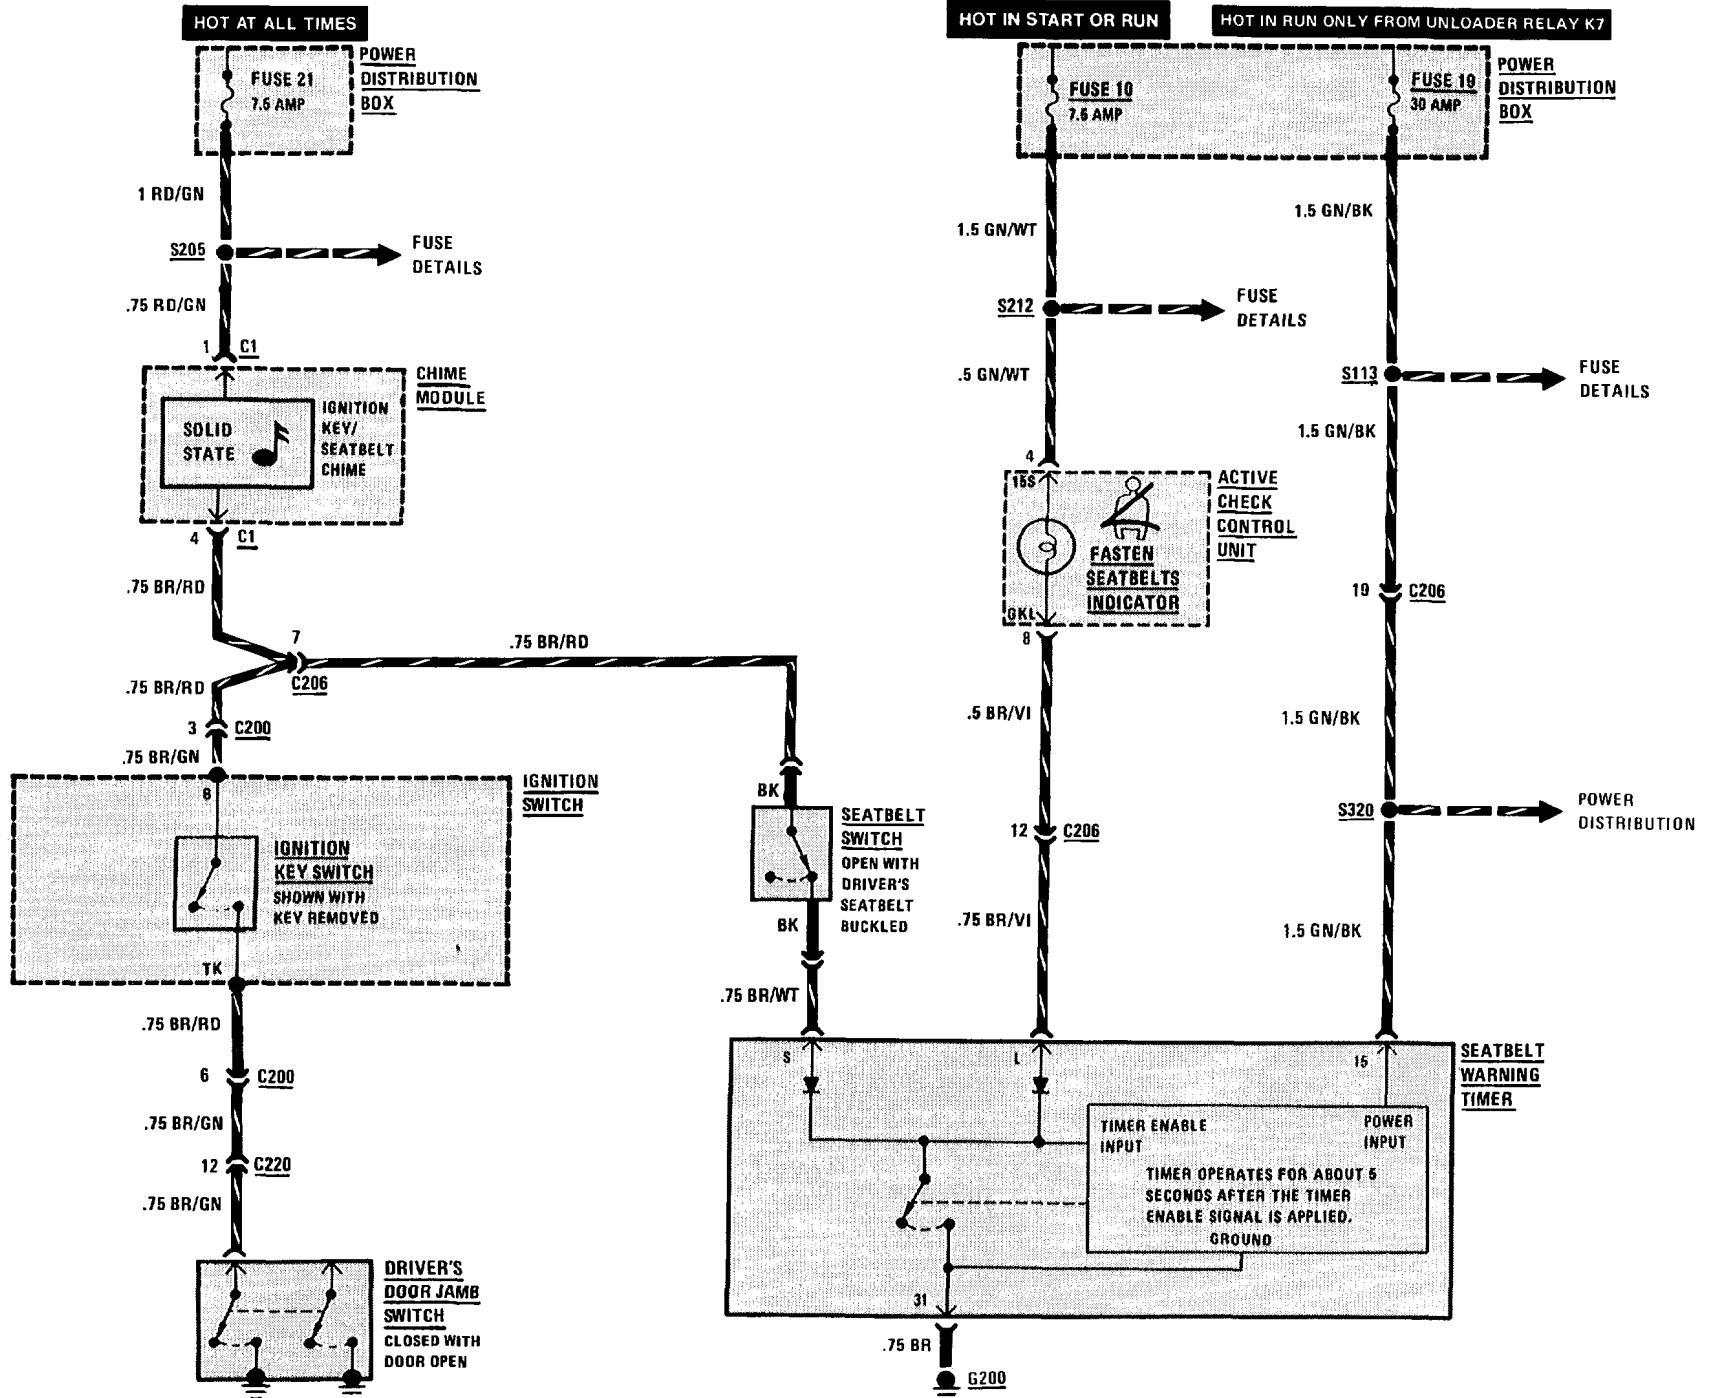 HOT AT ALL TIMES
HOT IN START OR RUN
HOT IN RUN ONLY FROM UNLOADER RELAY K7
FUSE 21
7.5 AMP
POWER
DISTRIBUTION
BOX
FUSE 10
7.5 AMP
FUSE 19
30 AMP
POWER
DISTRIBUTION
BOX
1 RD/GN
S205
FUSE
DETAILS
.75 RD/GN
1
C1
CHIME
MODULE
SOLID
STATE
IGNITION
KEY/
SEATBELT
CHIME
4
C1
.75 BR/RD
7
C206
.75 BR/RD
.75 BR/RD
3
C200
.75 BR/GN
8
IGNITION
SWITCH
IGNITION
KEY SWITCH
SHOWN WITH
KEY REMOVED
TK
.75 BR/RD
6
C200
.75 BR/GN
12
C220
.75 BR/GN
DRIVER'S
DOOR JAMB
SWITCH
CLOSED WITH
DOOR OPEN
BK
SEATBELT
SWITCH
OPEN WITH
DRIVER'S
SEATBELT
BUCKLED
BK
.75 BR/WT
1.5 GN/WT
S212
FUSE
DETAILS
.5 GN/WT
4
15S
FASTEN
SEATBELTS
INDICATOR
GKL
ACTIVE
CHECK
CONTROL
UNIT
8
.5 BR/VI
12
C206
.75 BR/VI
1.5 GN/BK
S113
FUSE
DETAILS
1.5 GN/BK
19
C206
1.5 GN/BK
S320
POWER
DISTRIBUTION
1.5 GN/BK
S
L
15
SEATBELT
WARNING
TIMER
TIMER ENABLE
INPUT
POWER
INPUT
TIMER OPERATES FOR ABOUT 6
SECONDS AFTER THE TIMER
ENABLE SIGNAL IS APPLIED.
GROUND
31
.75 BR
G200